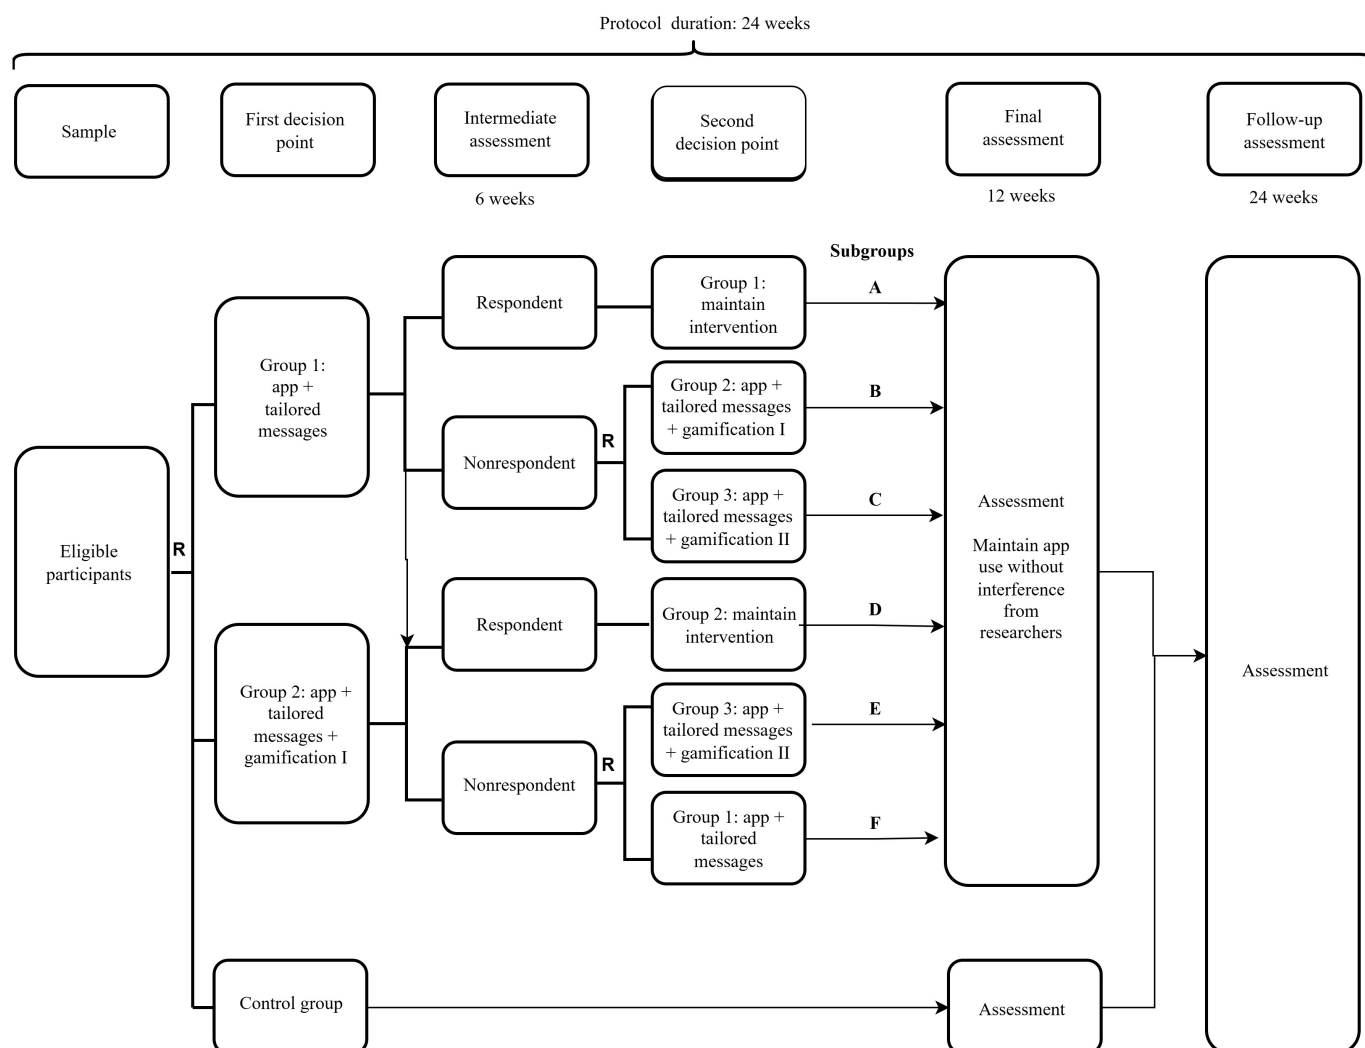 Protocol duration: 24 weeks
Sample
First decision
point
Intermediate
assessment
6 weeks
Second
decision point
Final
assessment
12 weeks
Follow-up
assessment
24 weeks
Subgroups
Eligible
participants
R
Group 1:
app +
tailored
messages
Group 2: app +
tailored
messages +
gamification I
Control group
Respondent
Nonrespondent
R
Respondent
Nonrespondent
R
Group 1:
maintain
intervention
A
Group 2: app +
tailored messages
+ gamification I
B
Group 3: app +
tailored messages
+ gamification II
C
Group 2: maintain
intervention
D
Group 3: app +
tailored messages
+ gamification II
E
Group 1: app +
tailored
messages
F
Assessment
Maintain app
use without
interference
from
researchers
Assessment
Assessment